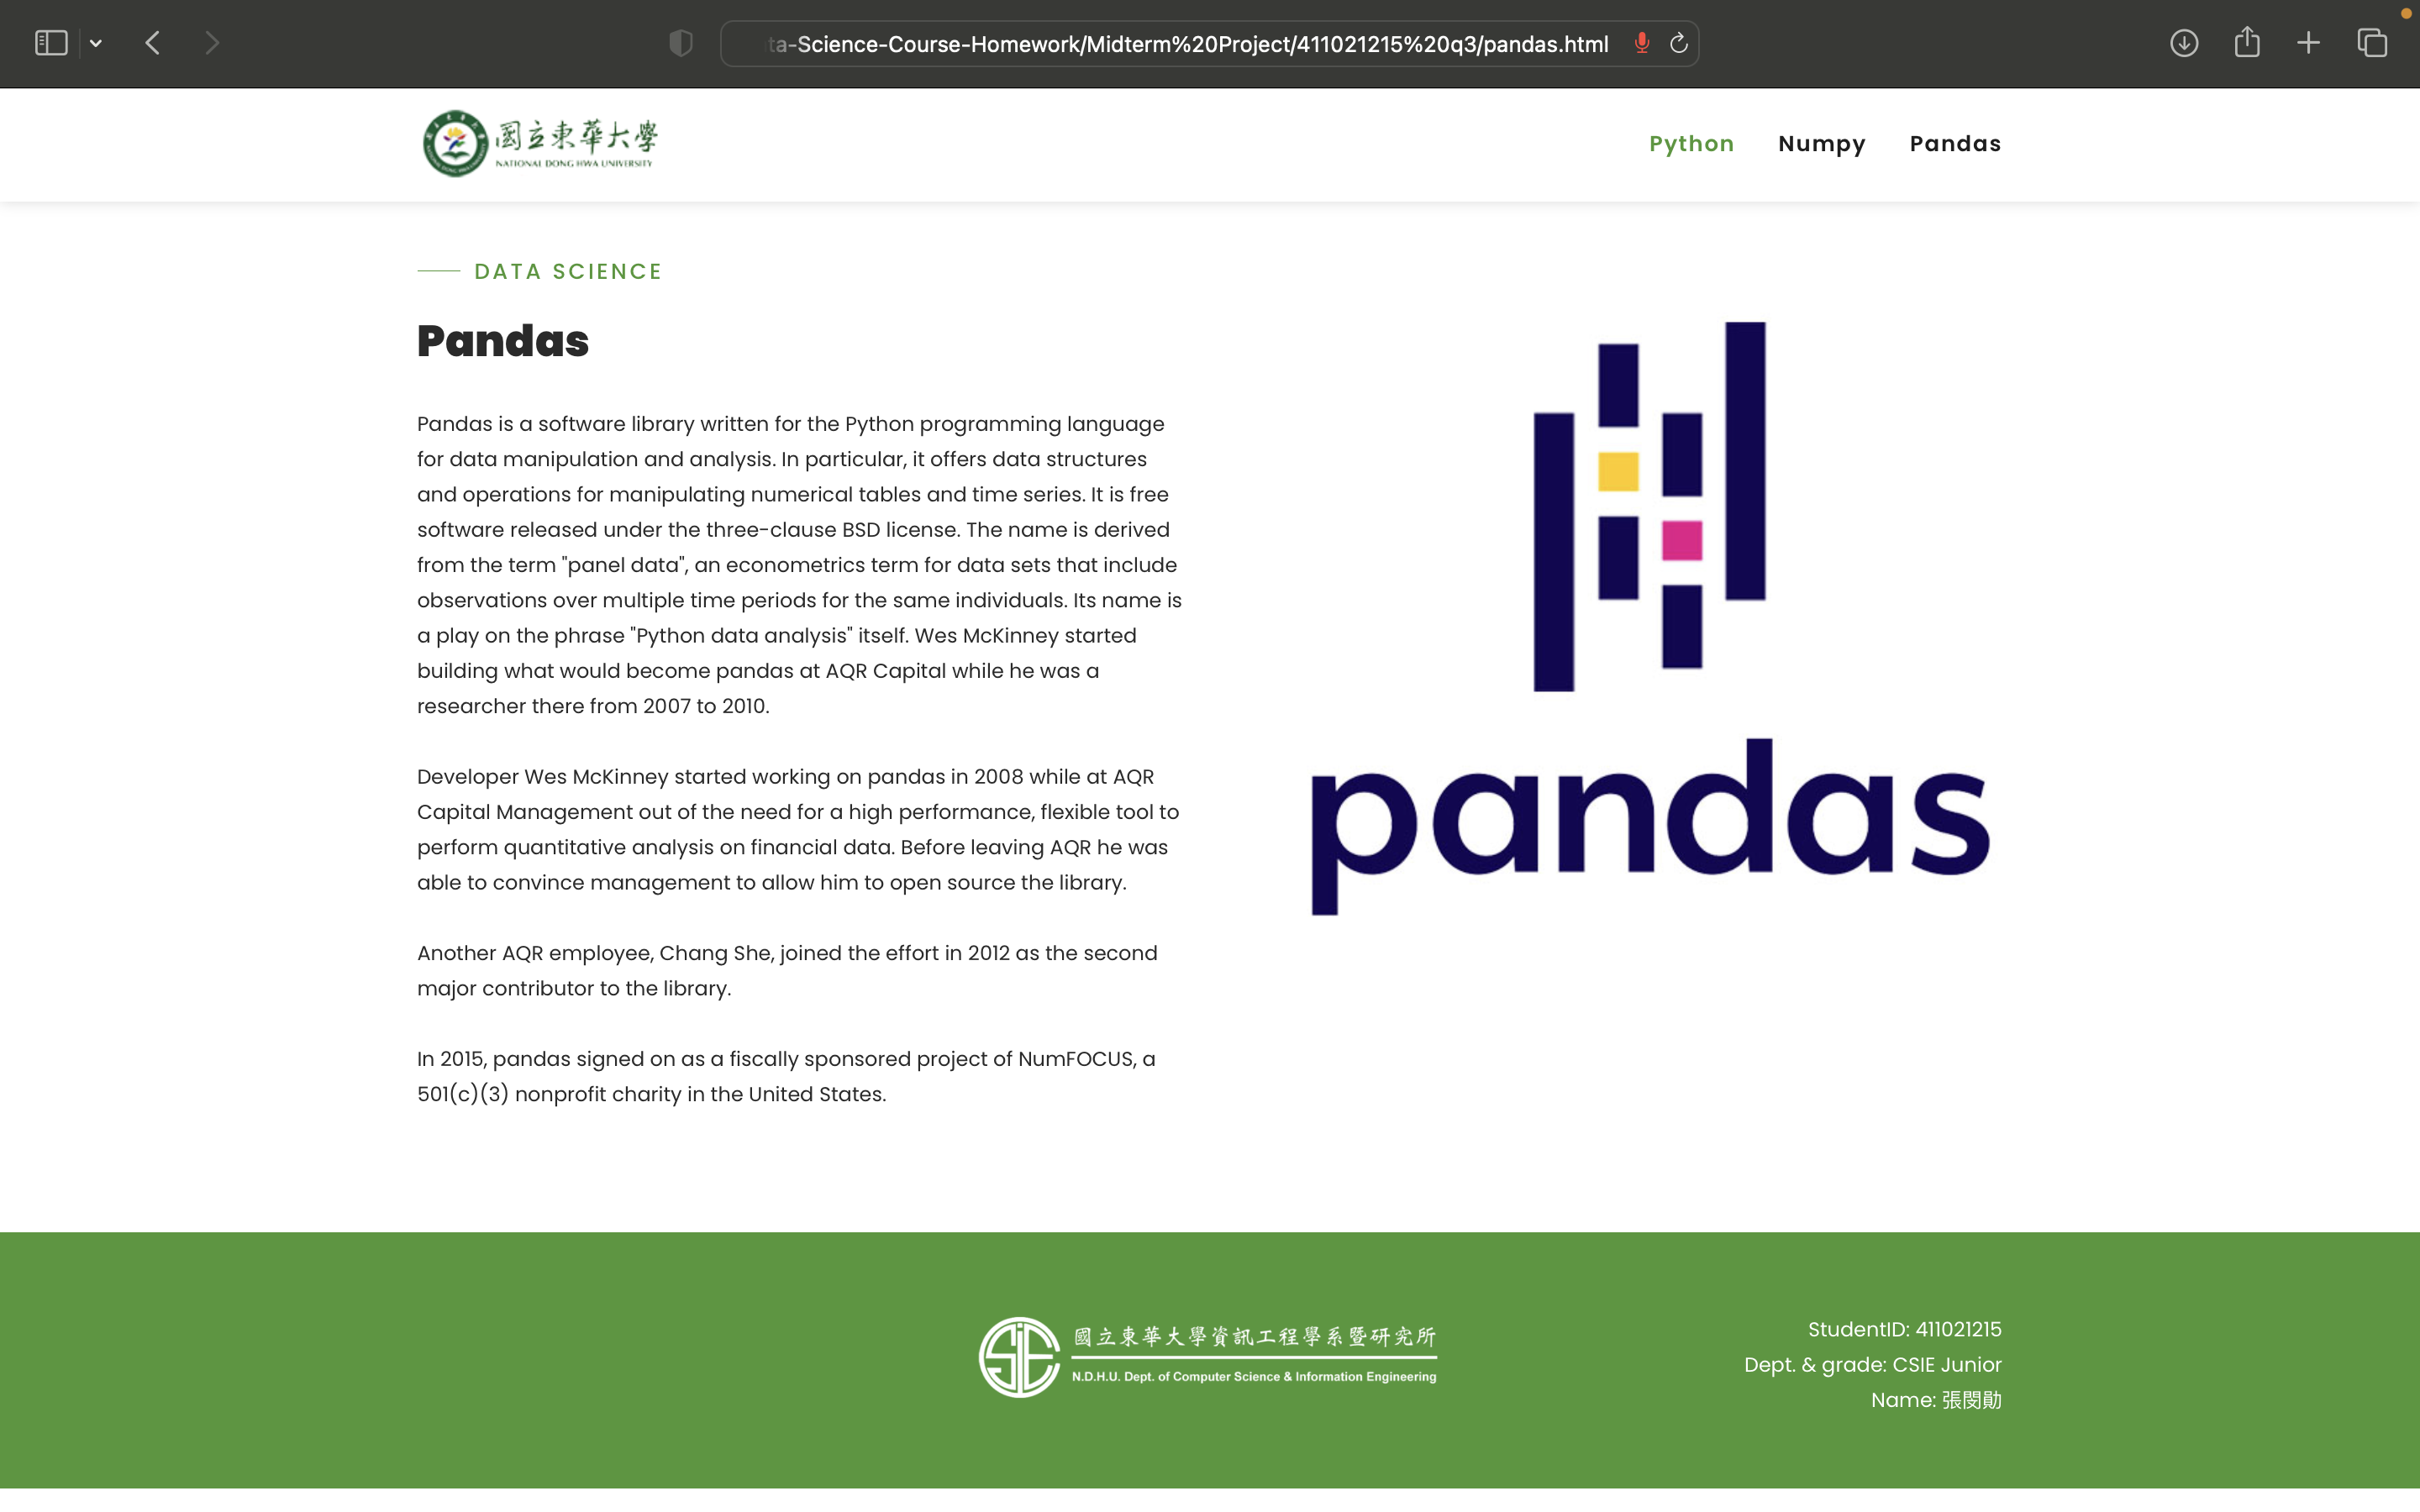 ta-Science-Course-Homework/Midterm%20Project/411021215%20q3/pandas.html
國立東華大學
NATIONAL DONG HWA UNIVERSITY
Python Numpy Pandas
DATA SCIENCE
Pandas
Pandas is a software library written for the Python programming language
for data manipulation and analysis. In particular, it offers data structures
and operations for manipulating numerical tables and time series. It is free
software released under the three-clause BSD license. The name is derived
from the term "panel data", an econometrics term for data sets that include
observations over multiple time periods for the same individuals. Its name is
a play on the phrase "Python data analysis" itself. Wes McKinney started
building what would become pandas at AQR Capital while he was a
researcher there from 2007 to 2010.
Developer Wes McKinney started working on pandas in 2008 while at AQR
Capital Management out of the need for a high performance, flexible tool to
perform quantitative analysis on financial data. Before leaving AQR he was
able to convince management to allow him to open source the library.
Another AQR employee, Chang She, joined the effort in 2012 as the second
major contributor to the library.
In 2015, pandas signed on as a fiscally sponsored project of NumFOCUS, a
501(c)(3) nonprofit charity in the United States.
pandas
國立東華大學資訊工程學系暨研究所
N.D.H.U. Dept. of Computer Science & Information Engineering
StudentID: 411021215
Dept. & grade: CSIE Junior
Name: 張閔勛